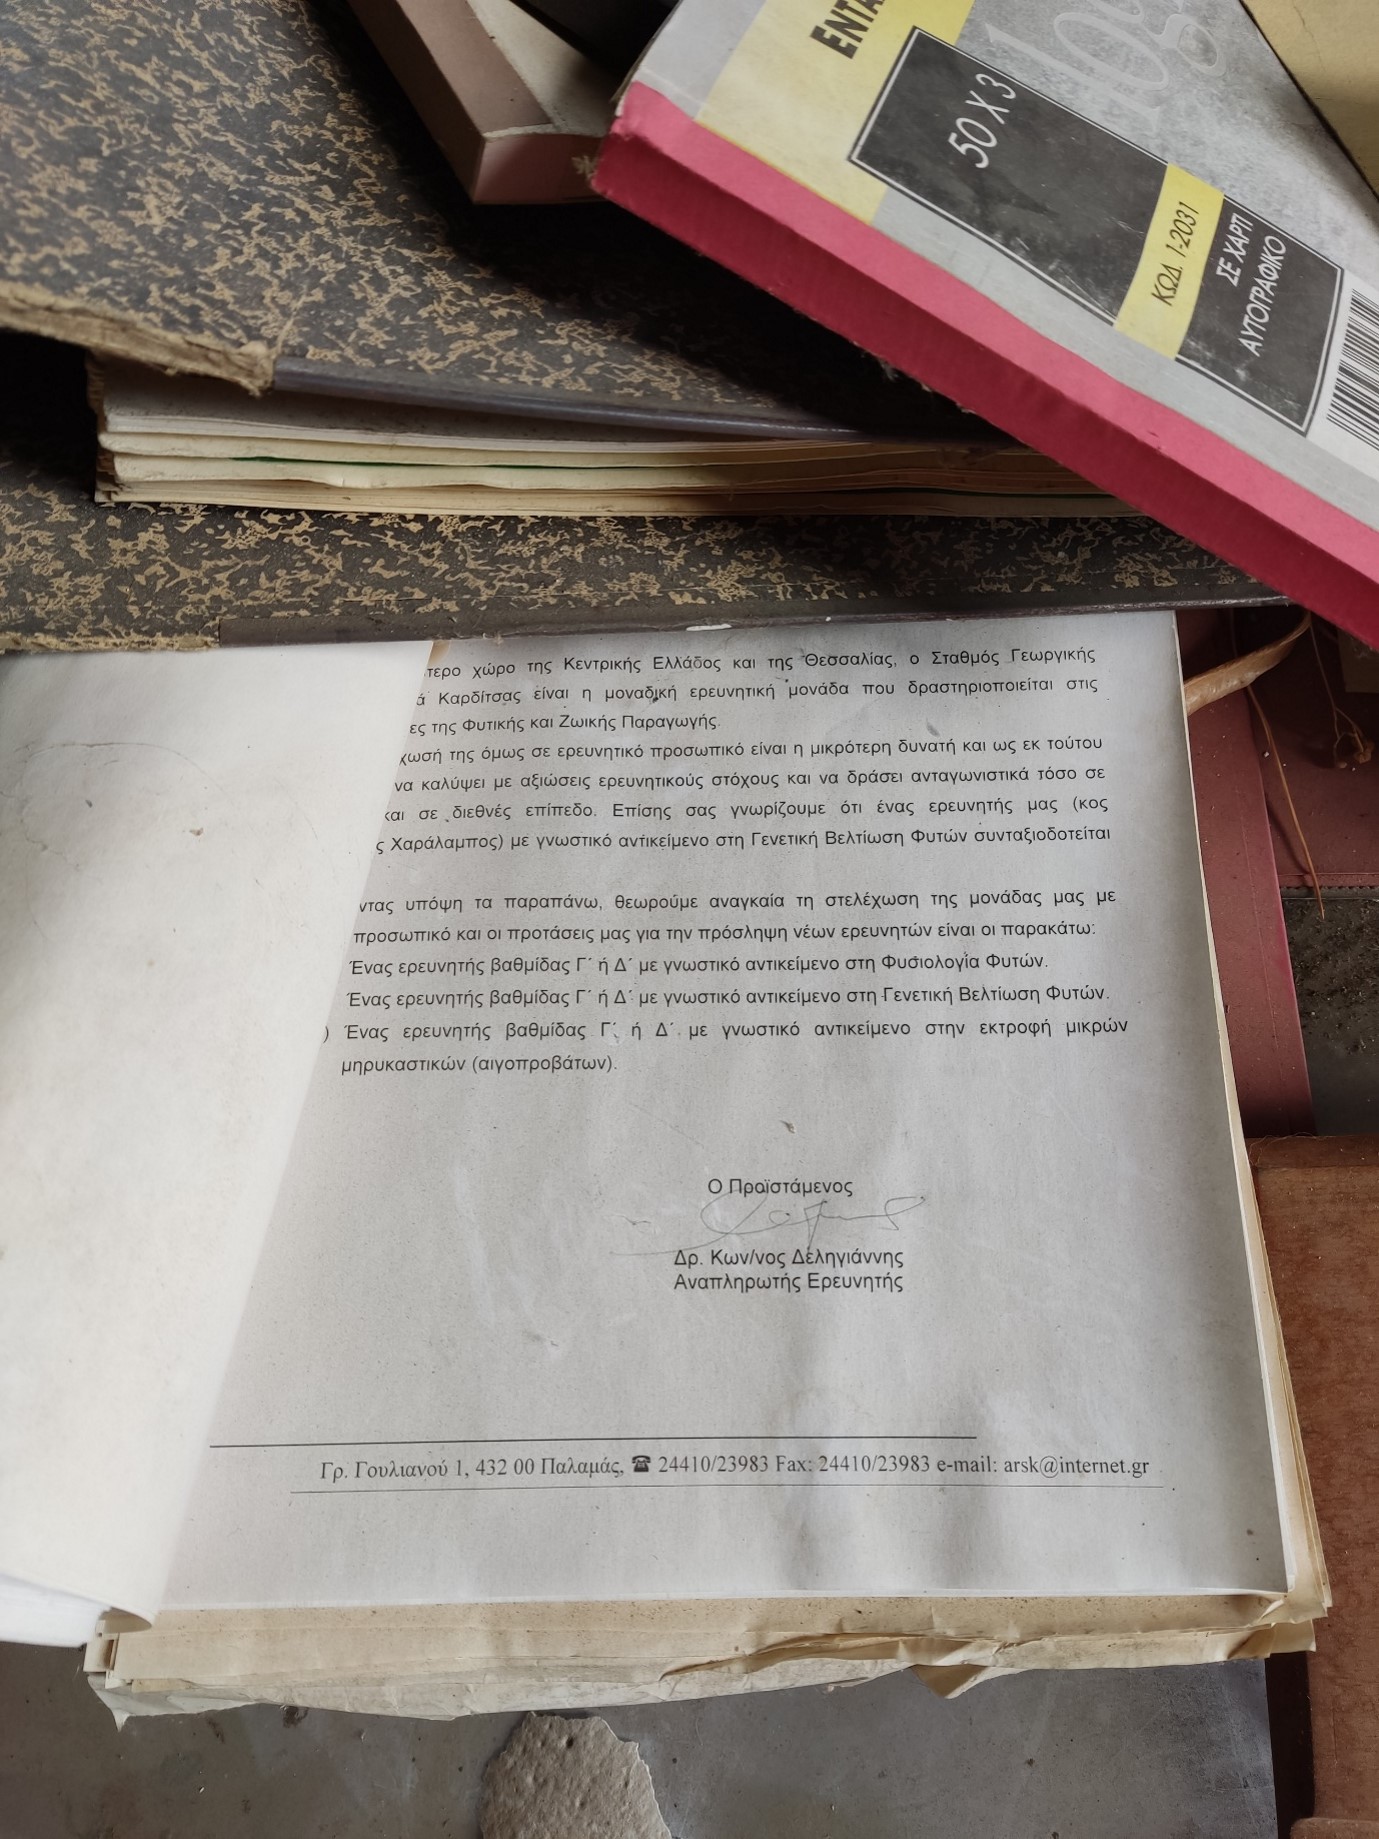 ΕΝΤΑ
50 X 3
ΚΩΔ. 1-2031
ΣΕ ΧΑΡΤΙ
ΑΥΤΟΓΡΑΦΙΚΟ
χώρο της Κεντρικής Ελλάδος και της Θεσσαλίας, ο Σταθμός Γεωργικής
Καρδίτσας είναι η μοναδική ερευνητική μονάδα που δραστηριοποιείται στις
της Φυτικής και Ζωικής Παραγωγής.
της όμως σε ερευνητικό προσωπικό είναι η μικρότερη δυνατή και ως εκ τούτου
να καλύψει με αξιώσεις ερευνητικούς στόχους και να δράσει ανταγωνιστικά τόσο σε
και σε διεθνές επίπεδο. Επίσης σας γνωρίζουμε ότι ένας ερευνητής μας (κος
ς Χαράλαμπος) με γνωστικό αντικείμενο στη Γενετική Βελτίωση Φυτών συνταξιοδοτείται
ντας υπόψη τα παραπάνω, θεωρούμε αναγκαία τη στελέχωση της μονάδας μας με
προσωπικό και οι προτάσεις μας για την πρόσληψη νέων ερευνητών είναι οι παρακάτω:
Ένας ερευνητής βαθμίδας Γ΄ ή Δ΄ με γνωστικό αντικείμενο στη Φυσιολογία Φυτών.
Ένας ερευνητής βαθμίδας Γ΄ ή Δ΄ με γνωστικό αντικείμενο στη Γενετική Βελτίωση Φυτών.
) Ένας ερευνητής βαθμίδας Γ΄ ή Δ΄ με γνωστικό αντικείμενο στην εκτροφή μικρών
μηρυκαστικών (αιγοπροβάτων).
Ο Προϊστάμενος
Δρ. Κων/νος Δεληγιάννης
Αναπληρωτής Ερευνητής
Γρ. Γουλιανού 1, 432 00 Παλαμάς, ☎ 24410/23983 Fax: 24410/23983 e-mail: arsk@internet.gr